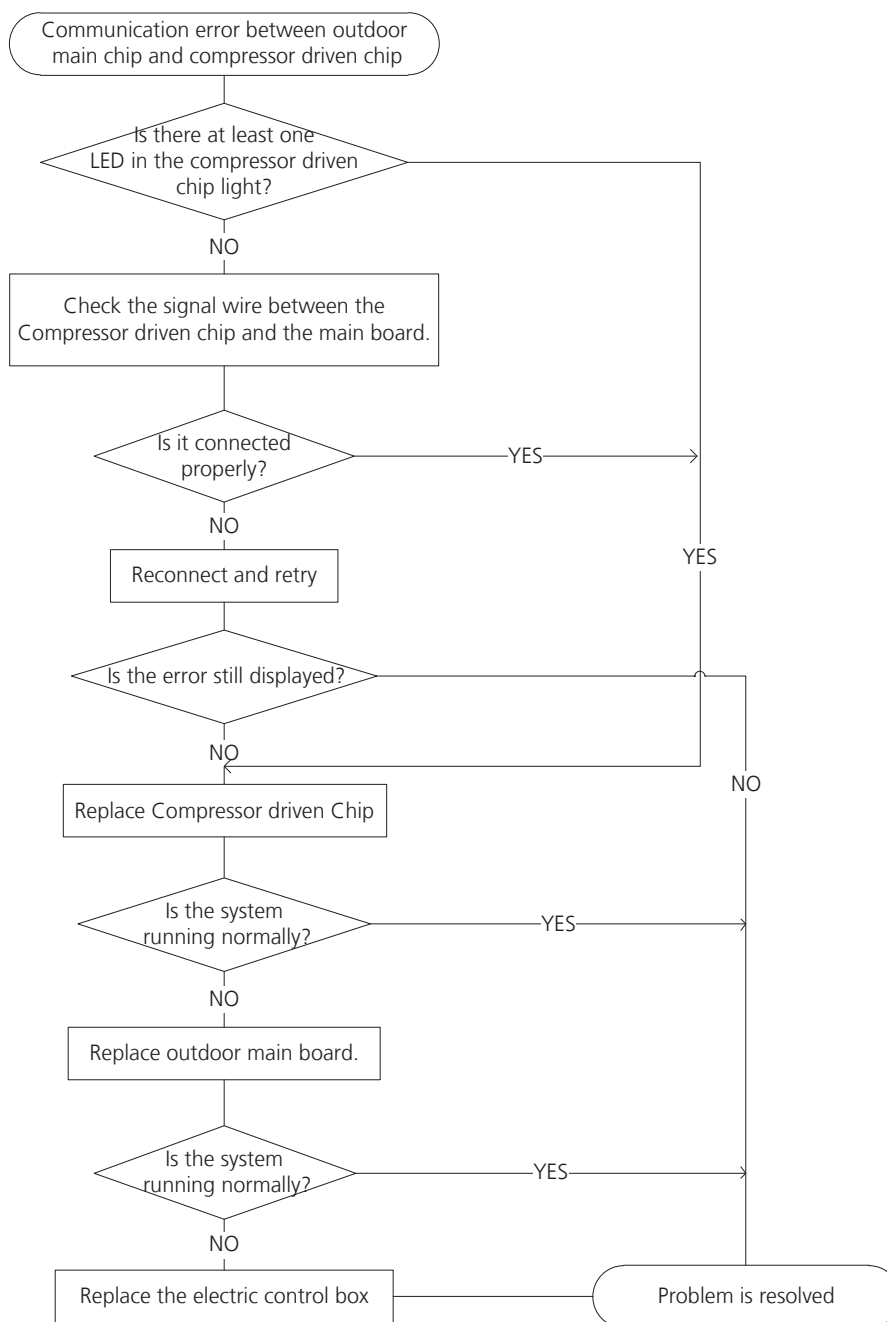 Communication error between outdoor
main chip and compressor driven chip
Is there at least one
LED in the compressor driven
chip light?
NO
Check the signal wire between the
Compressor driven chip and the main board.
Is it connected
properly?
YES
NO
YES
Reconnect and retry
Is the error still displayed?
NO
NO
Replace Compressor driven Chip
Is the system
running normally?
YES
NO
Replace outdoor main board.
Is the system
running normally?
YES
NO
Replace the electric control box
Problem is resolved